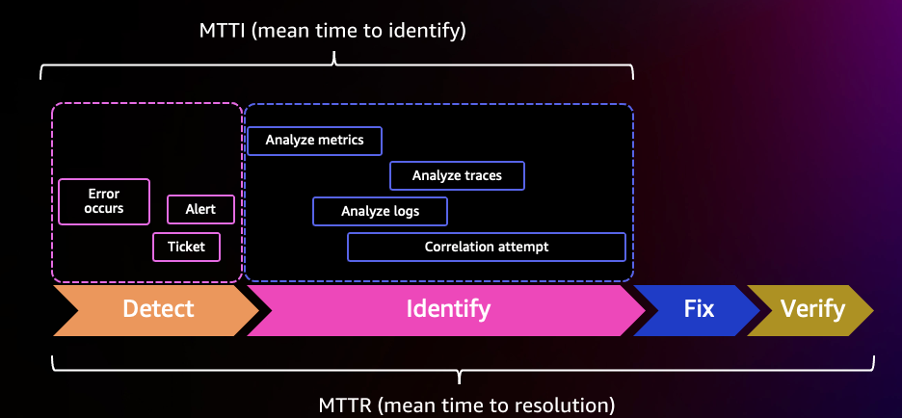 MTTI (mean time to identify)
Analyze metrics
Analyze traces
Error
occurs
Alert
Analyze logs
Ticket
Correlation attempt
Detect
Identify
Fix
Verify
MTTR (mean time to resolution)